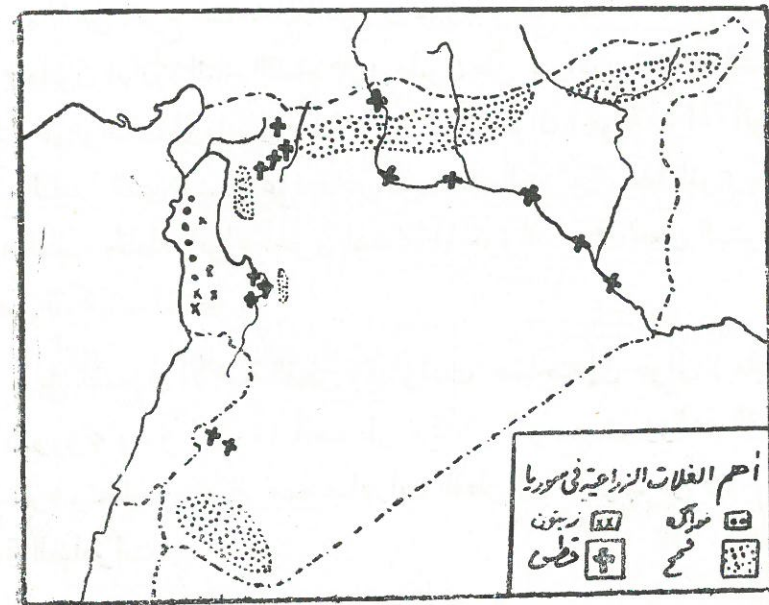 أهم الغلات الزراعية في سوريا
فواكه زيتون
قمح قطن